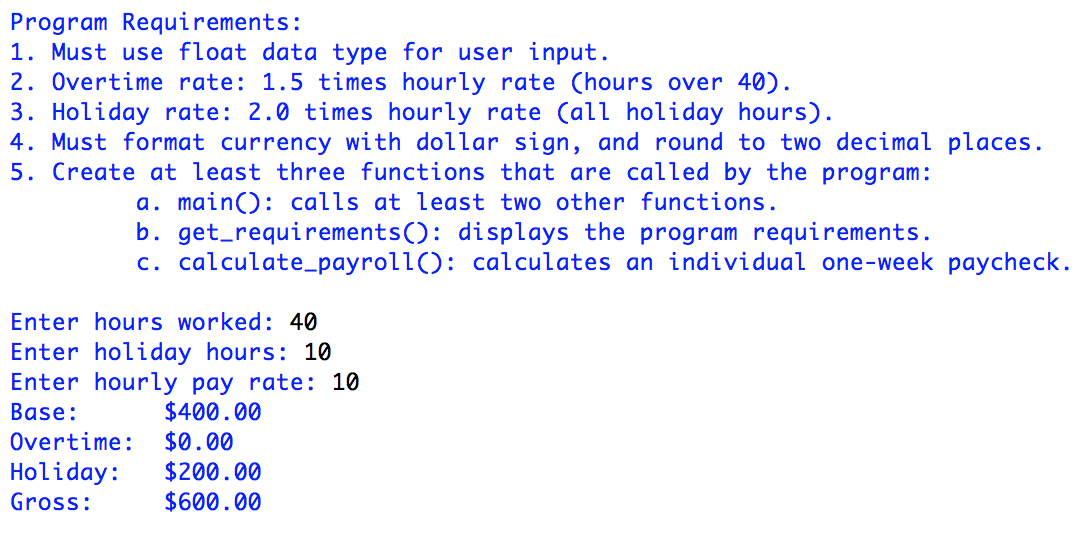 Program Requirements:
1. Must use float data type for user input.
2. Overtime rate: 1.5 times hourly rate (hours over 40).
3. Holiday rate: 2.0 times hourly rate (all holiday hours).
4. Must format currency with dollar sign, and round to two decimal places.
5. Create at least three functions that are called by the program:
a. main(): calls at least two other functions.
b. get_requirements(): displays the program requirements.
c. calculate_payroll(): calculates an individual one-week paycheck.
Enter hours worked: 40
Enter holiday hours: 10
Enter hourly pay rate: 10
Base: $400.00
Overtime: $0.00
Holiday: $200.00
Gross: $600.00